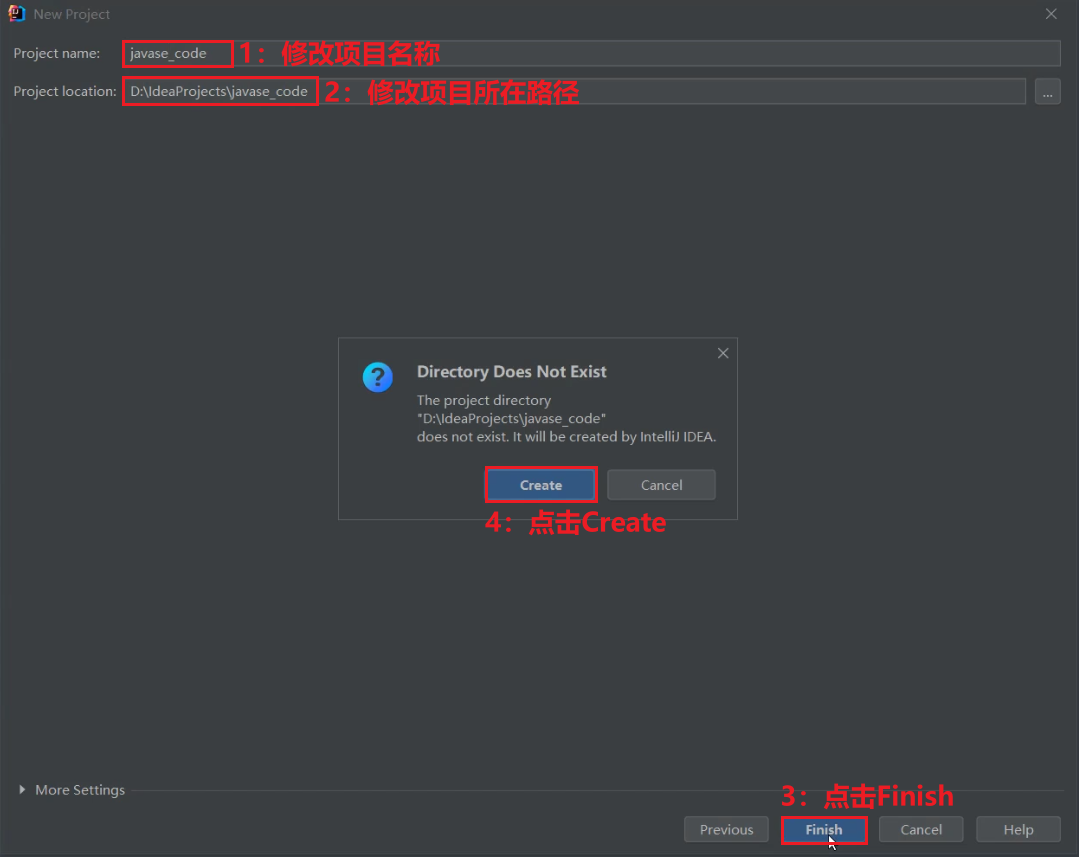 New Project
Project name: javase_code 1：修改项目名称
Project location: D:\IdeaProjects\javase_code 2：修改项目所在路径 ...
? Directory Does Not Exist
The project directory
"D:\IdeaProjects\javase_code"
does not exist. It will be created by IntelliJ IDEA.
Create Cancel
4：点击Create
More Settings
3：点击Finish
Previous Finish Cancel Help